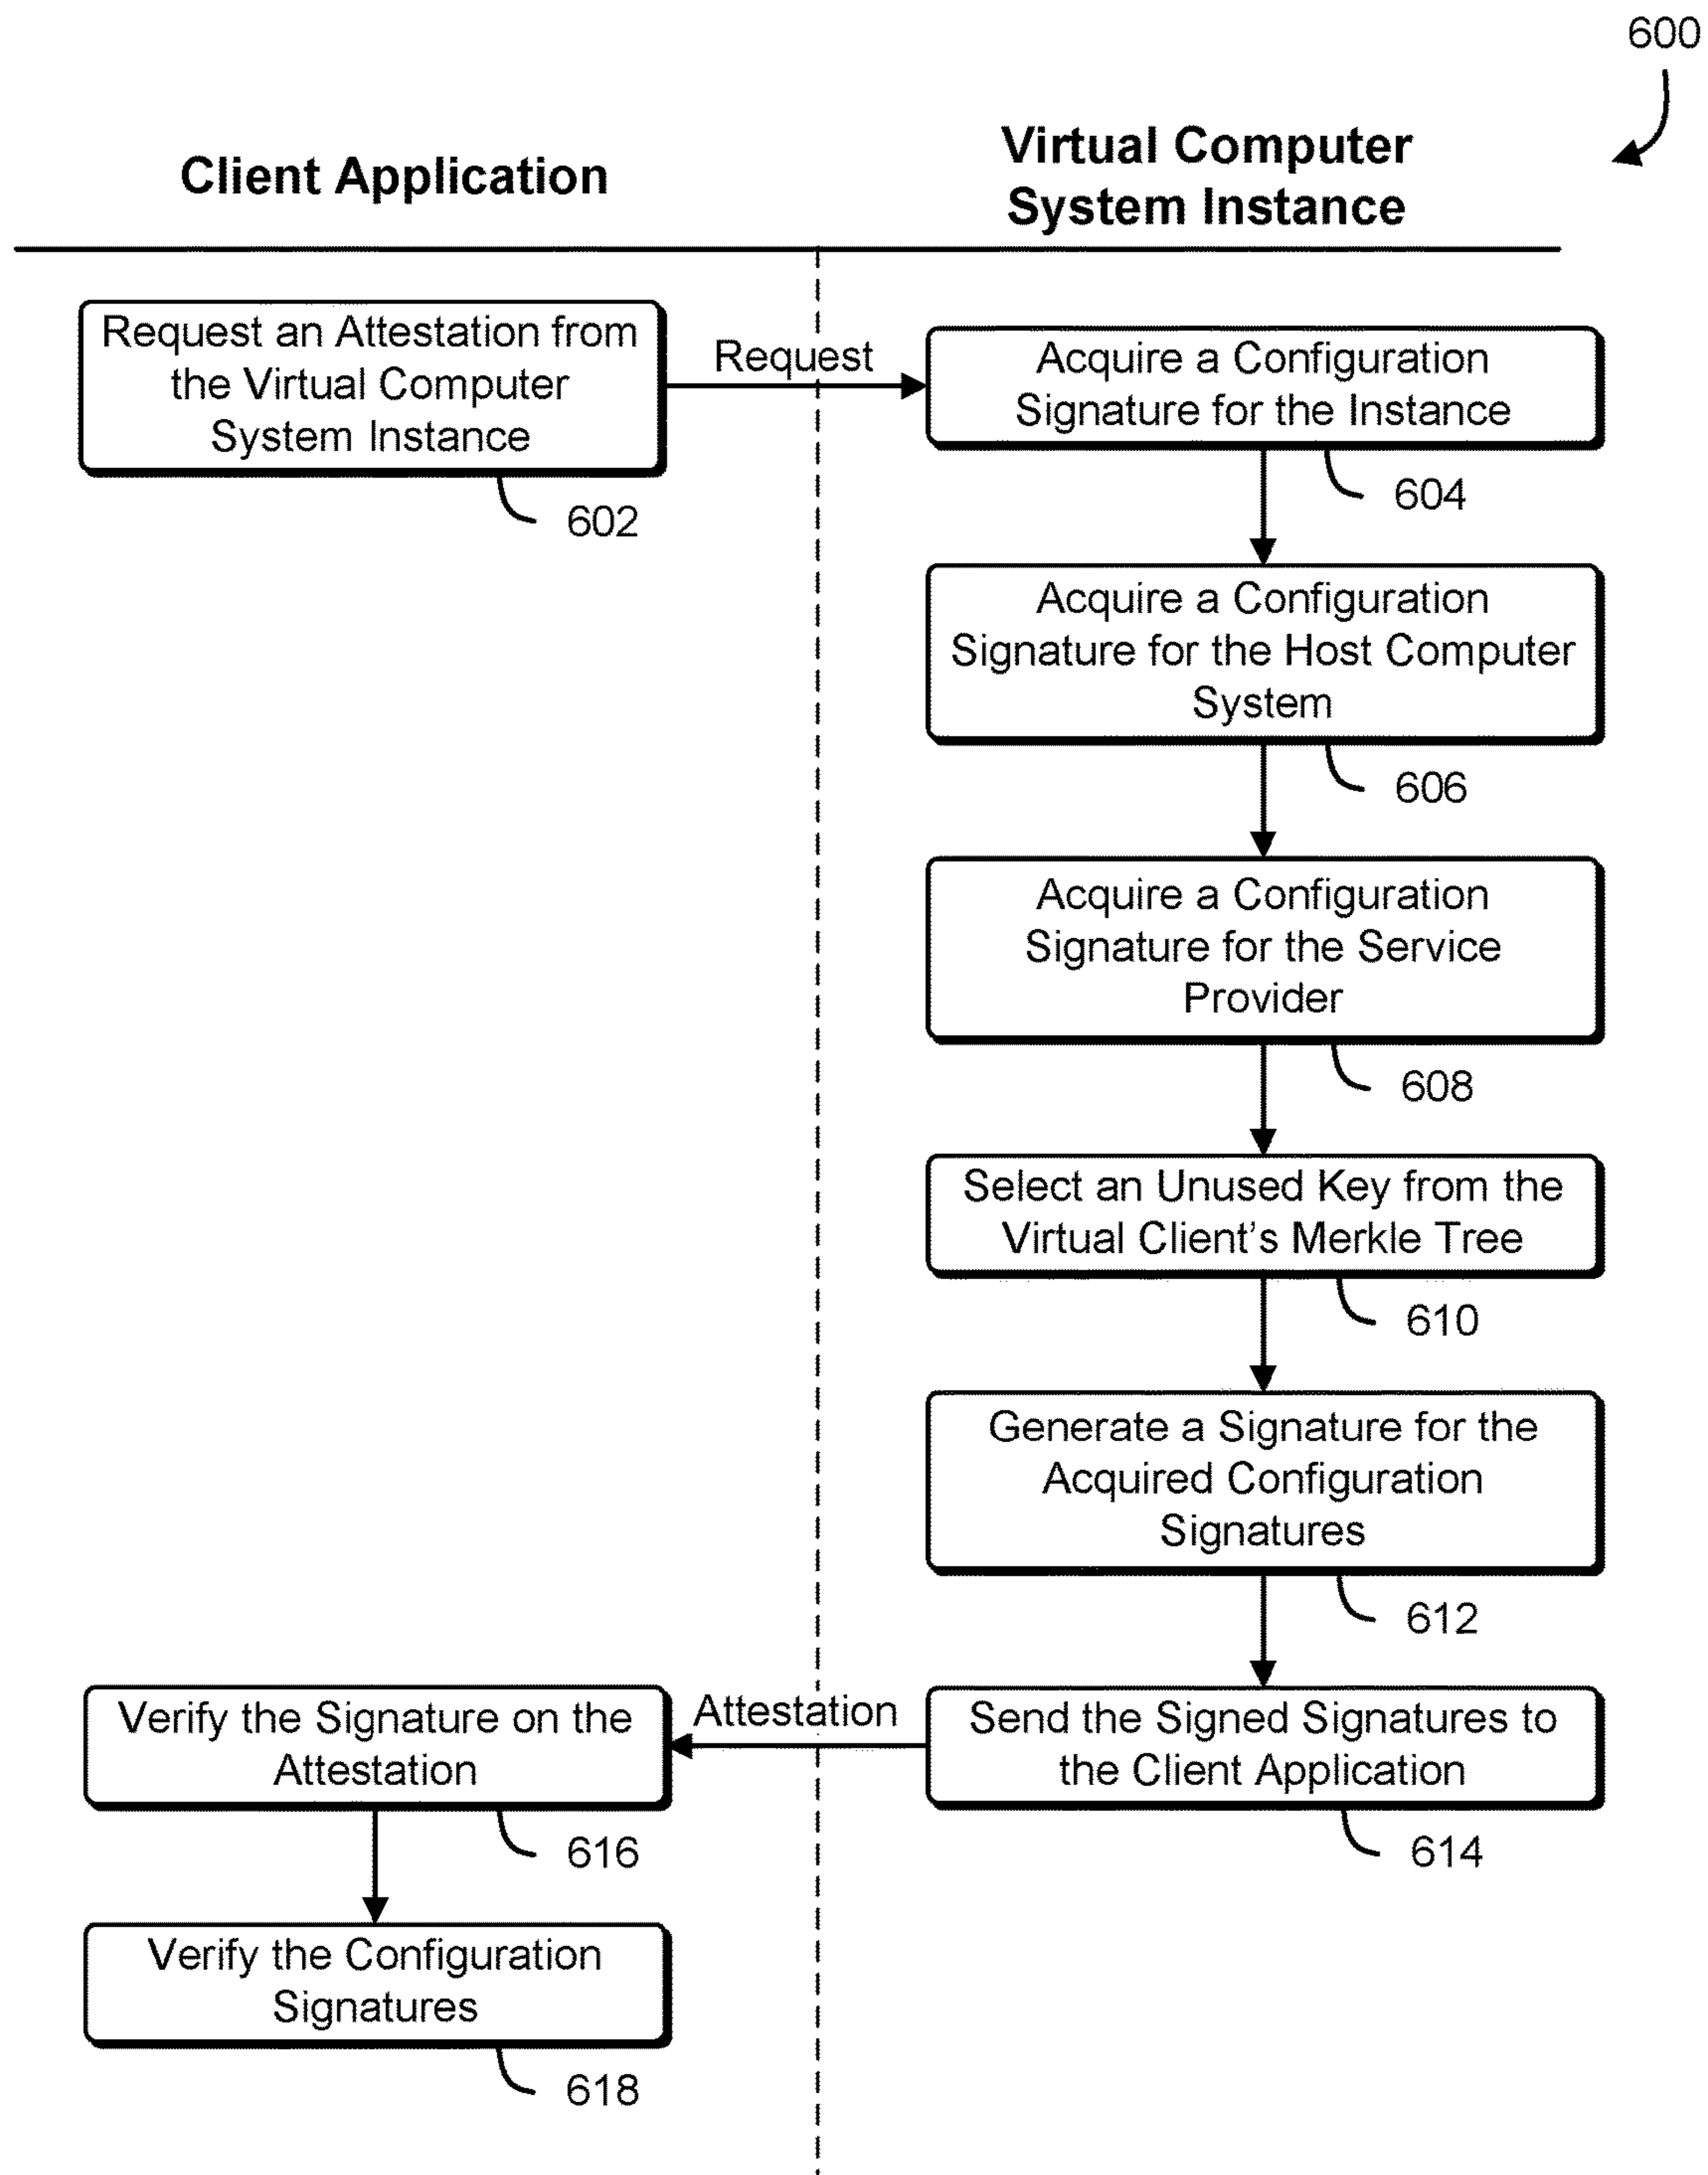 600
Client Application
Virtual Computer
System Instance
Request an Attestation from
the Virtual Computer
System Instance
602
Request
Acquire a Configuration
Signature for the Instance
604
Acquire a Configuration
Signature for the Host Computer
System
606
Acquire a Configuration
Signature for the Service
Provider
608
Select an Unused Key from the
Virtual Client's Merkle Tree
610
Generate a Signature for the
Acquired Configuration
Signatures
612
Send the Signed Signatures to
the Client Application
614
Attestation
Verify the Signature on the
Attestation
616
Verify the Configuration
Signatures
618